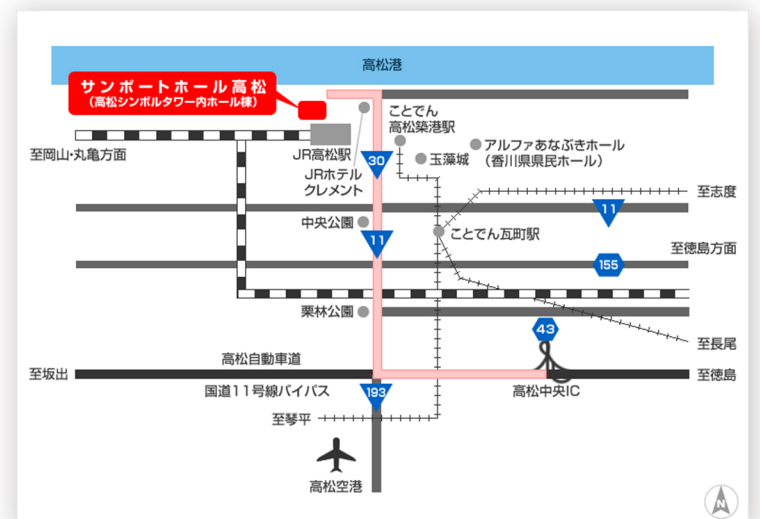 高松港
サンポートホール高松
（高松シンボルタワー内ホール棟）
ことでん
高松築港駅
アルファあなぶきホール
（香川県県民ホール）
玉藻城
至岡山・丸亀方面
JR高松駅
JRホテル
クレメント
30
至志度
11
中央公園
11
ことでん瓦町駅
至徳島方面
155
栗林公園
43
至長尾
高松自動車道
至坂出
至徳島
国道11号線バイパス
193
高松中央IC
至琴平
高松空港
N